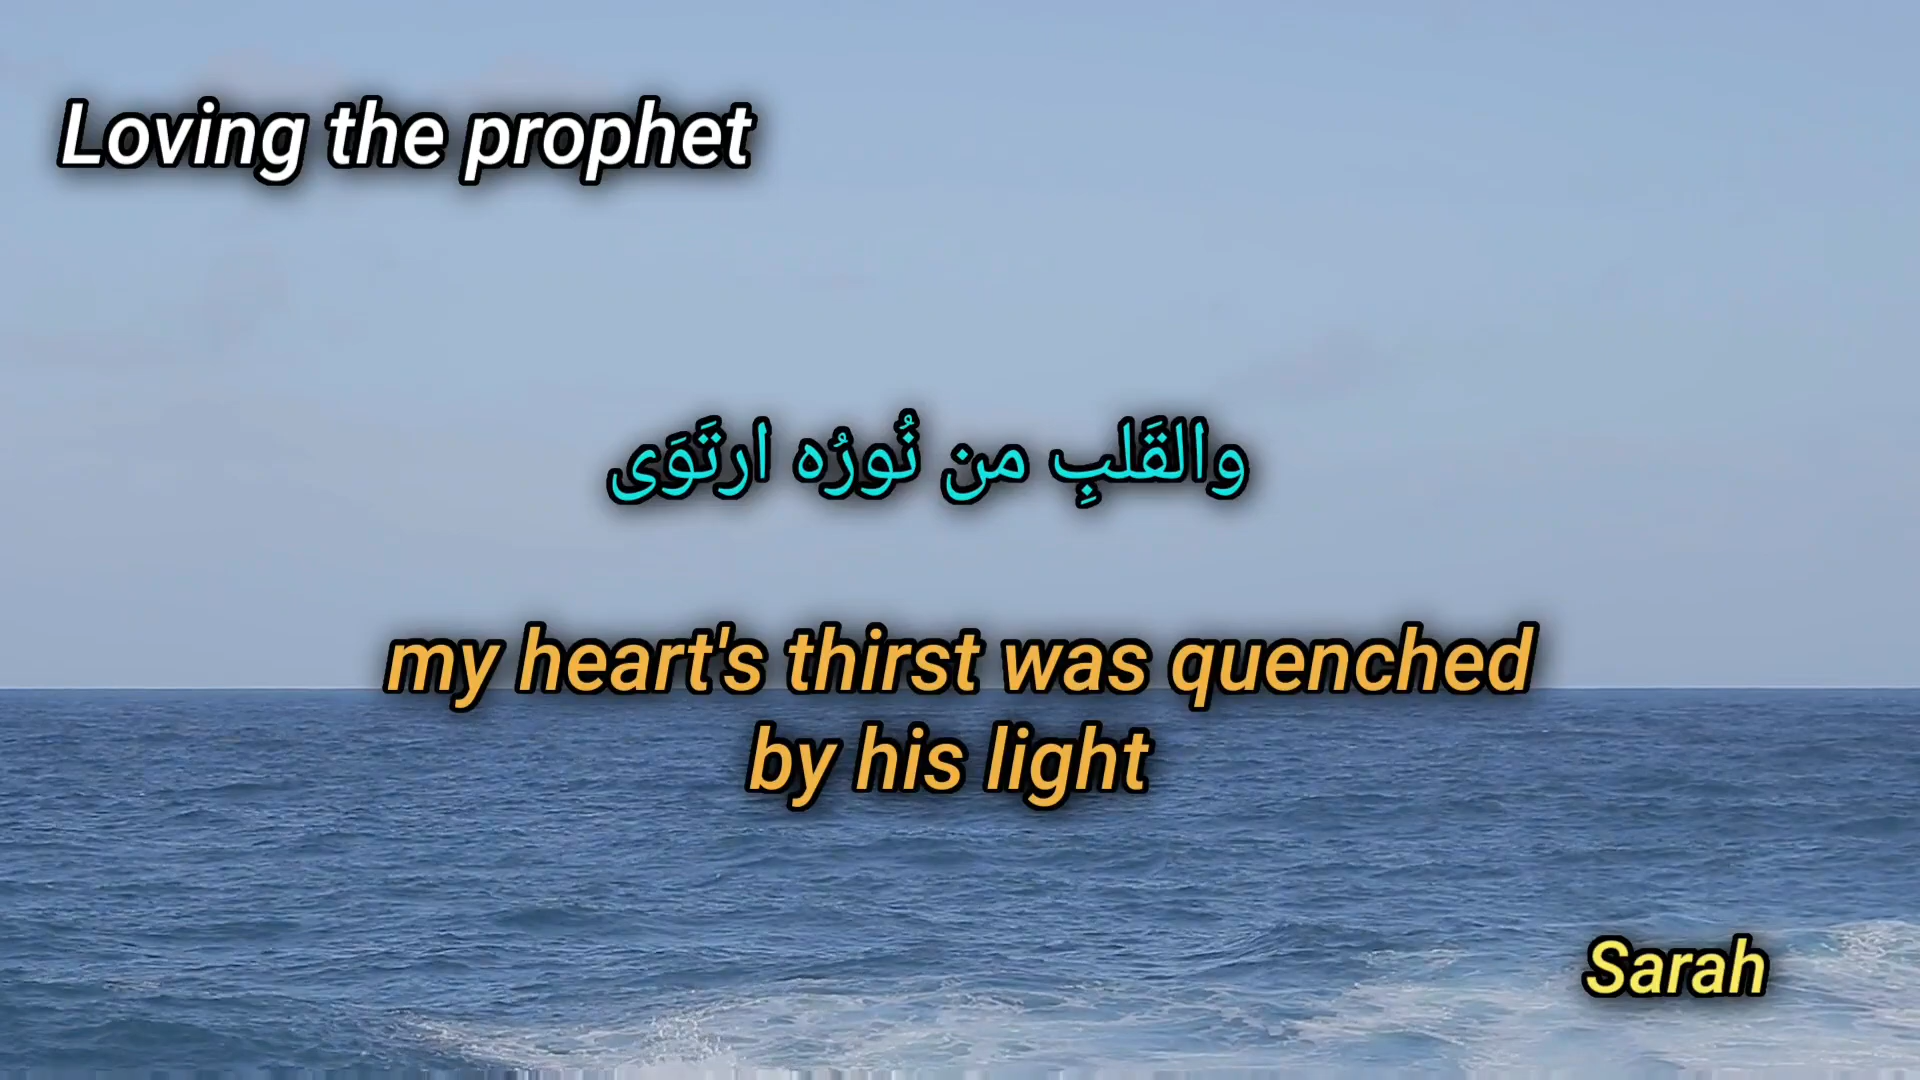 Loving the prophet
والقَلبِ من نُورُه ارتَوَى
my heart's thirst was quenched
by his light
Sarah